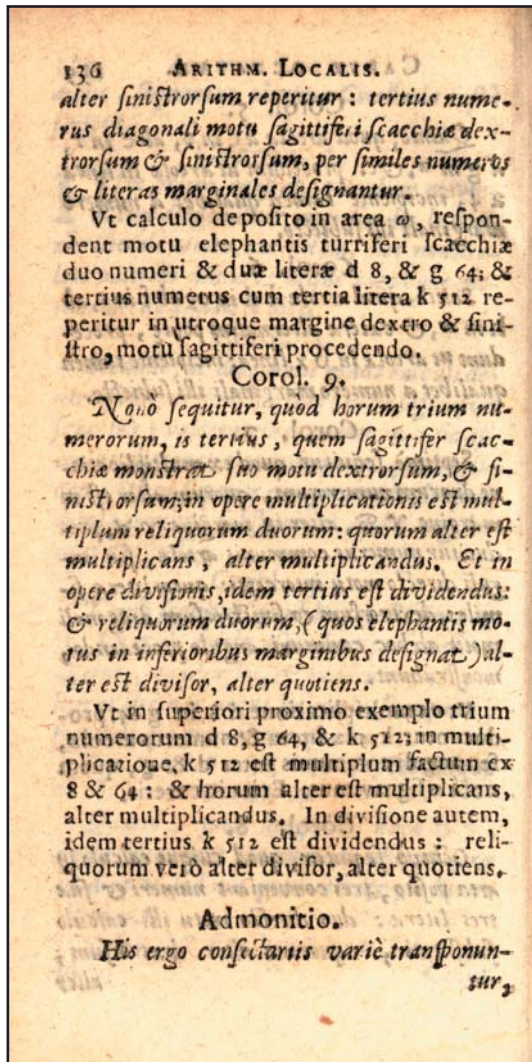 136 ARITHM. LOCALIS.
alter ſiniſtrorſum reperitur : tertius nume-
rus diagonali motu ſagittiferi ſcacchiæ dex-
trorſum & ſiniſtrorſum, per ſimiles numeros
& literas marginales deſignantur.
Vt calculo depoſito in area ω, reſpon-
dent motu elephantis turriferi ſcacchiæ
duo numeri & duæ literæ d 8, & g 64; &
tertius numerus cum tertia litera k 512 re-
peritur in utroque margine dextro & ſini-
ſtro, motu ſagittiferi procedendo.
Corol. 9.
Nonò ſequitur, quòd horum trium nu-
merorum, is tertius, quem ſagittifer ſcac-
chiæ monſtrat ſuo motu dextrorſum, & ſi-
niſtrorſum, in opere multiplicationis eſt mul-
tiplum reliquorum duorum: quorum alter eſt
multiplicans, alter multiplicandus. Et in
opere diviſionis, idem tertius eſt dividendus:
& reliquorum duorum, (quos elephantis mo-
tus in inferioribus marginibus deſignat) al-
ter eſt diviſor, alter quotiens.
Vt in ſuperiori proximo exemplo trium
numerorum d 8, g 64, & k 512; in multi-
plicatione, k 512 eſt multiplum factum ex
8 & 64 : & horum alter eſt multiplicans,
alter multiplicandus. In diviſione autem,
idem tertius k 512 eſt dividendus : reli-
quorum verò alter diviſor, alter quotiens.
Admonitio.
His ergo conſectariis variè tranſponun-
tur,